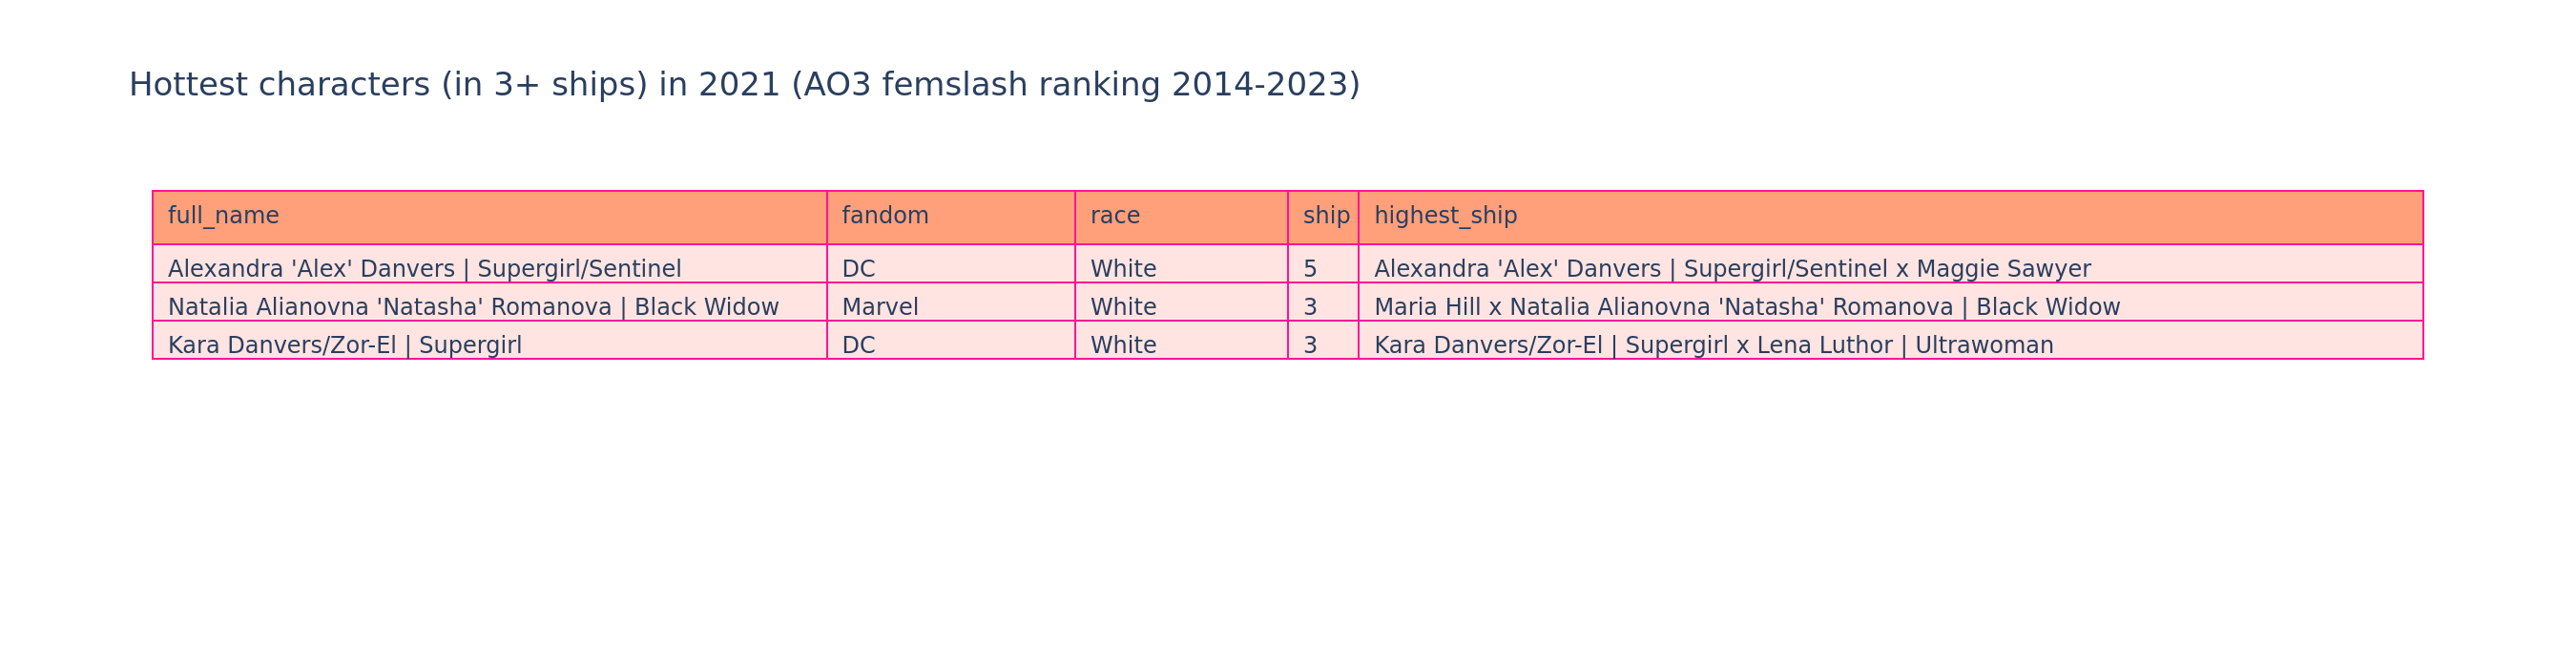 Hottest characters (in 3+ ships) in 2021 (AO3 femslash ranking 2014-2023)
full_name fandom race ship highest_ship
Alexandra 'Alex' Danvers | Supergirl/Sentinel DC White 5 Alexandra 'Alex' Danvers | Supergirl/Sentinel x Maggie Sawyer
Natalia Alianovna 'Natasha' Romanova | Black Widow Marvel White 3 Maria Hill x Natalia Alianovna 'Natasha' Romanova | Black Widow
Kara Danvers/Zor-El | Supergirl DC White 3 Kara Danvers/Zor-El | Supergirl x Lena Luthor | Ultrawoman